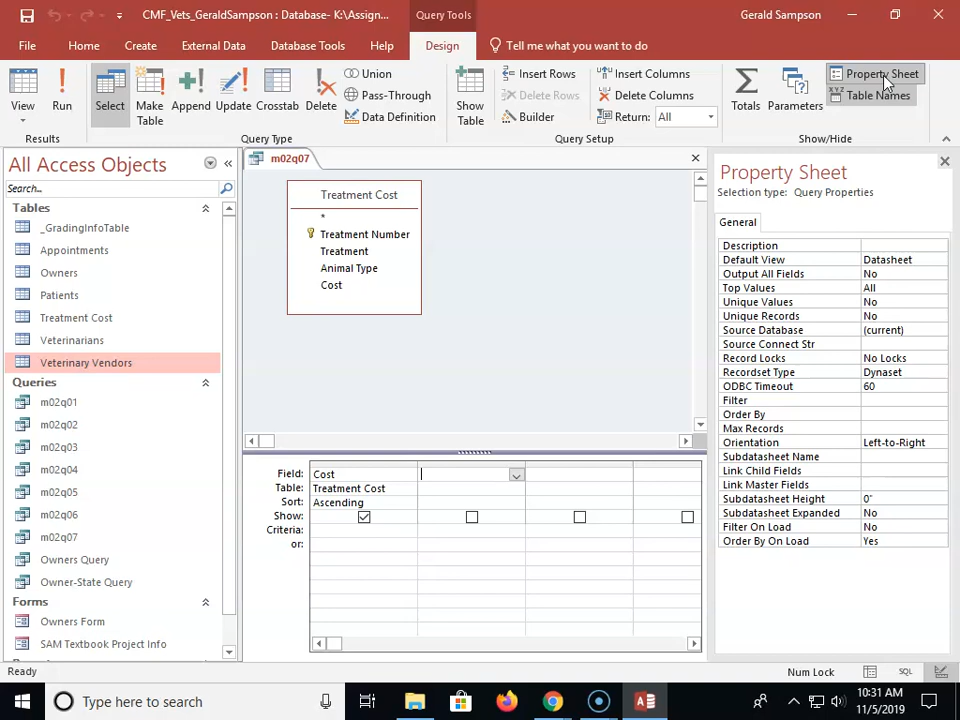 CMF_Vets_GeraldSampson : Database- K:\Assign... Query Tools Gerald Sampson
File Home Create External Data Database Tools Help Design Tell me what you want to do
View Run Select Make Table Append Update Crosstab Delete
Union
Pass-Through
Data Definition
Show Table
Insert Rows
Delete Rows
Builder
Insert Columns
Delete Columns
Return: All
Totals Parameters
Property Sheet
XYZ Table Names
Results Query Type Query Setup Show/Hide
All Access Objects
Search...
Tables
_GradingInfoTable
Appointments
Owners
Patients
Treatment Cost
Veterinarians
Veterinary Vendors
Queries
m02q01
m02q02
m02q03
m02q04
m02q05
m02q06
m02q07
Owners Query
Owner-State Query
Forms
Owners Form
SAM Textbook Project Info
m02q07
Treatment Cost
*
Treatment Number
Treatment
Animal Type
Cost
Field: Cost
Table: Treatment Cost
Sort: Ascending
Show:
Criteria:
or:
Property Sheet
Selection type: Query Properties
General
Description
Default View Datasheet
Output All Fields No
Top Values All
Unique Values No
Unique Records No
Source Database (current)
Source Connect Str
Record Locks No Locks
Recordset Type Dynaset
ODBC Timeout 60
Filter
Order By
Max Records
Orientation Left-to-Right
Subdatasheet Name
Link Child Fields
Link Master Fields
Subdatasheet Height 0"
Subdatasheet Expanded No
Filter On Load No
Order By On Load Yes
Ready Num Lock SQL
Type here to search
10:31 AM
11/5/2019